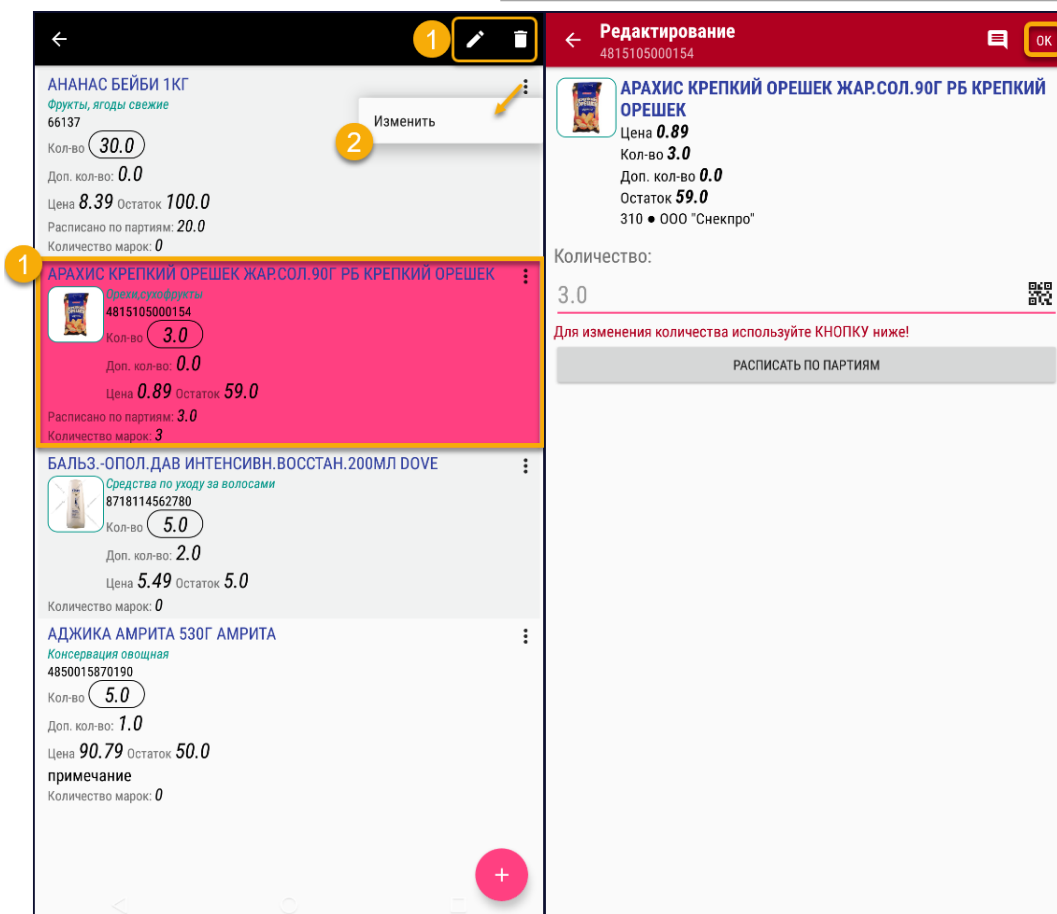 1
АНАНАС БЕЙБИ 1КГ
Фрукты, ягоды свежие
66137
Кол-во 30.0
Доп. кол-во: 0.0
Цена 8.39 Остаток 100.0
Расписано по партиям: 20.0
Количество марок: 0
Изменить
2
1
АРАХИС КРЕПКИЙ ОРЕШЕК ЖАР.СОЛ.90Г РБ КРЕПКИЙ ОРЕШЕК
Орехи,сухофрукты
4815105000154
Кол-во 3.0
Доп. кол-во: 0.0
Цена 0.89 Остаток 59.0
Расписано по партиям: 3.0
Количество марок: 3
БАЛЬЗ.-ОПОЛ.ДАВ ИНТЕНСИВН.ВОССТАН.200МЛ DOVE
Средства по уходу за волосами
8718114562780
Кол-во 5.0
Доп. кол-во: 2.0
Цена 5.49 Остаток 5.0
Количество марок: 0
АДЖИКА АМРИТА 530Г АМРИТА
Консервация овощная
4850015870190
Кол-во 5.0
Доп. кол-во: 1.0
Цена 90.79 Остаток 50.0
примечание
Количество марок: 0
Редактирование
4815105000154
ОК
АРАХИС КРЕПКИЙ ОРЕШЕК ЖАР.СОЛ.90Г РБ КРЕПКИЙ
ОРЕШЕК
Цена 0.89
Кол-во 3.0
Доп. кол-во 0.0
Остаток 59.0
310 ● ООО "Снекпро"
Количество:
3.0
Для изменения количества используйте КНОПКУ ниже!
РАСПИСАТЬ ПО ПАРТИЯМ